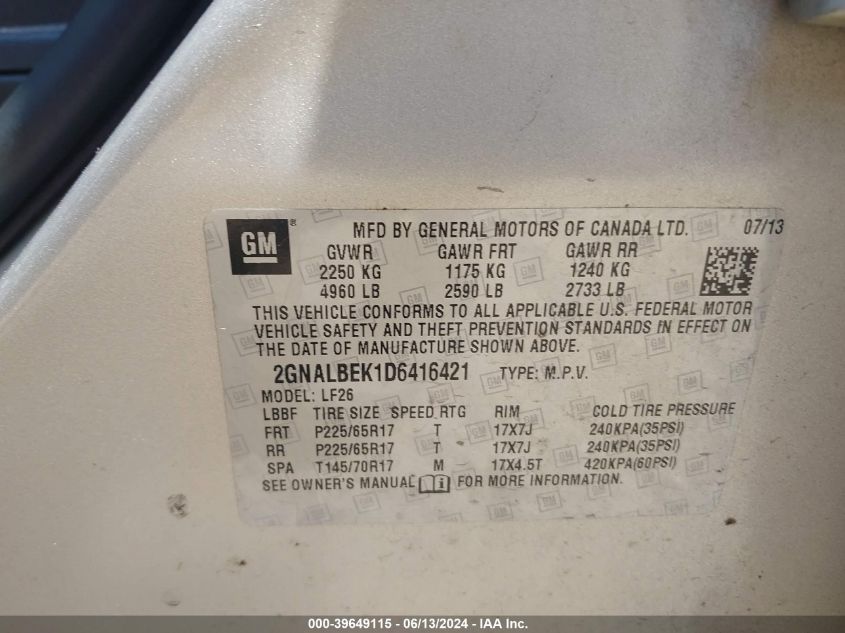 GM ® MFD BY GENERAL MOTORS OF CANADA LTD. 07/13
GVWR GAWR FRT GAWR RR
2250 KG 1175 KG 1240 KG
4960 LB 2590 LB 2733 LB
THIS VEHICLE CONFORMS TO ALL APPLICABLE U.S. FEDERAL MOTOR
VEHICLE SAFETY AND THEFT PREVENTION STANDARDS IN EFFECT ON
THE DATE OF MANUFACTURE SHOWN ABOVE.
2GNALBEK1D6416421 TYPE: M.P.V.
MODEL: LF26
LBBF TIRE SIZE SPEED RTG RIM COLD TIRE PRESSURE
FRT P225/65R17 T 17X7J 240KPA(35PSI)
RR P225/65R17 T 17X7J 240KPA(35PSI)
SPA T145/70R17 M 17X4.5T 420KPA(60PSI)
SEE OWNER'S MANUAL FOR MORE INFORMATION.
000-39649115 - 06/13/2024 - IAA Inc.